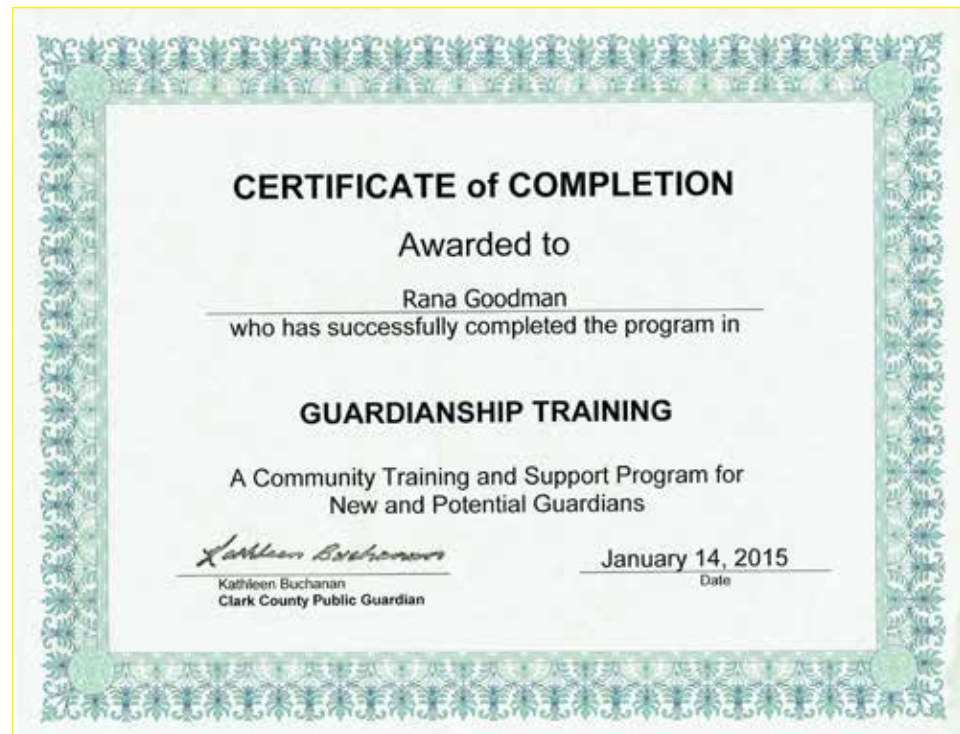 CERTIFICATE of COMPLETION
Awarded to
Rana Goodman
who has successfully completed the program in
GUARDIANSHIP TRAINING
A Community Training and Support Program for
New and Potential Guardians
Kathleen Buchanan
January 14, 2015
Kathleen Buchanan
Date
Clark County Public Guardian